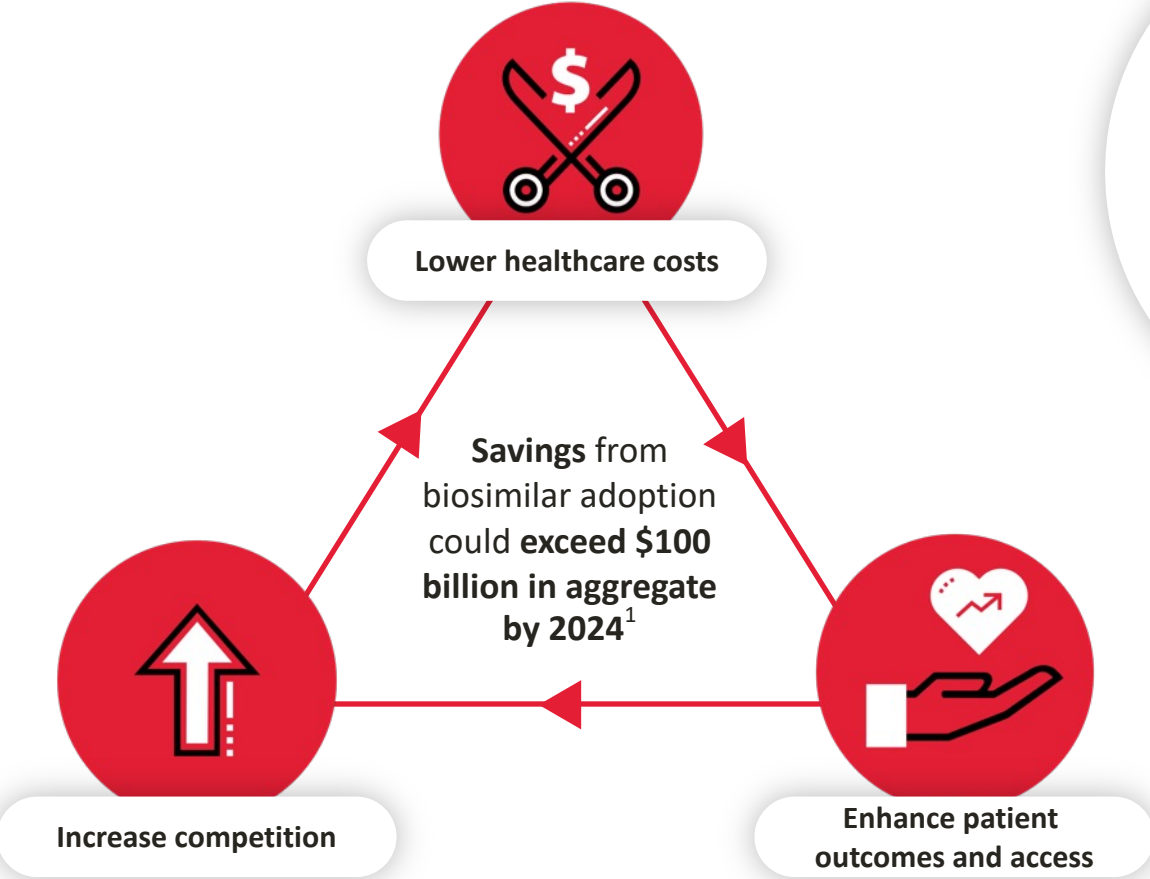 $
Lower healthcare costs
Savings from
biosimilar adoption
could exceed $100
billion in aggregate
by 2024¹
Increase competition
Enhance patient
outcomes and access